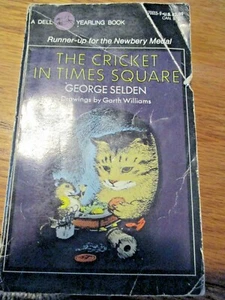 A DELL
YEARLING BOOK
Runner-up for the Newbery Medal
THE CRICKET
IN TIMES SQUARE
GEORGE SELDEN
Drawings by Garth Williams